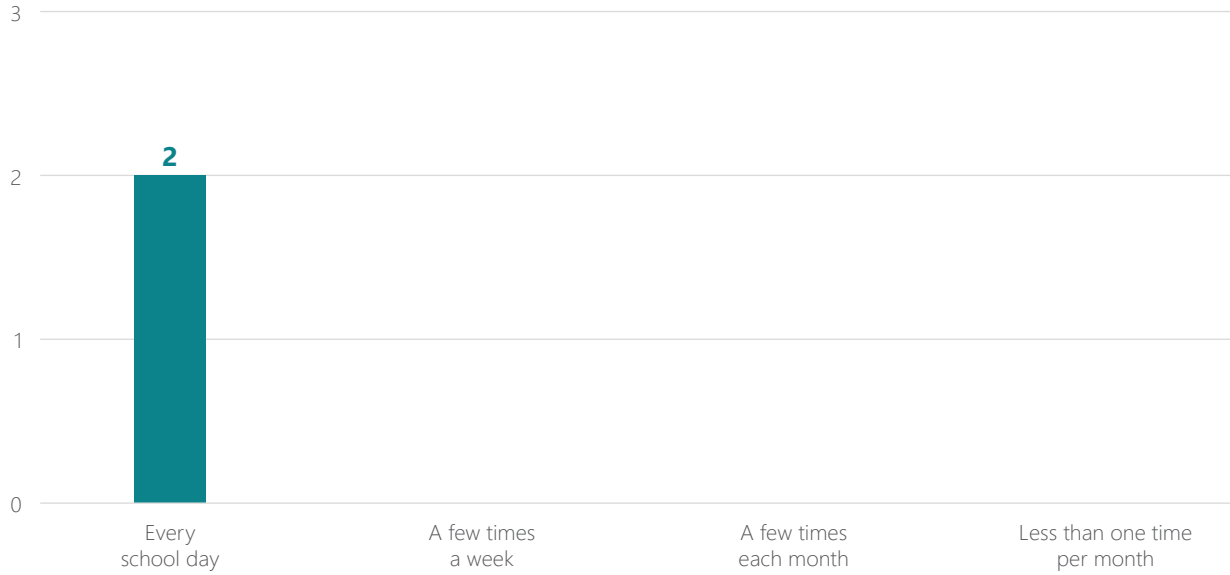 3
2
2
1
0
Every
school day
A few times
a week
A few times
each month
Less than one time
per month